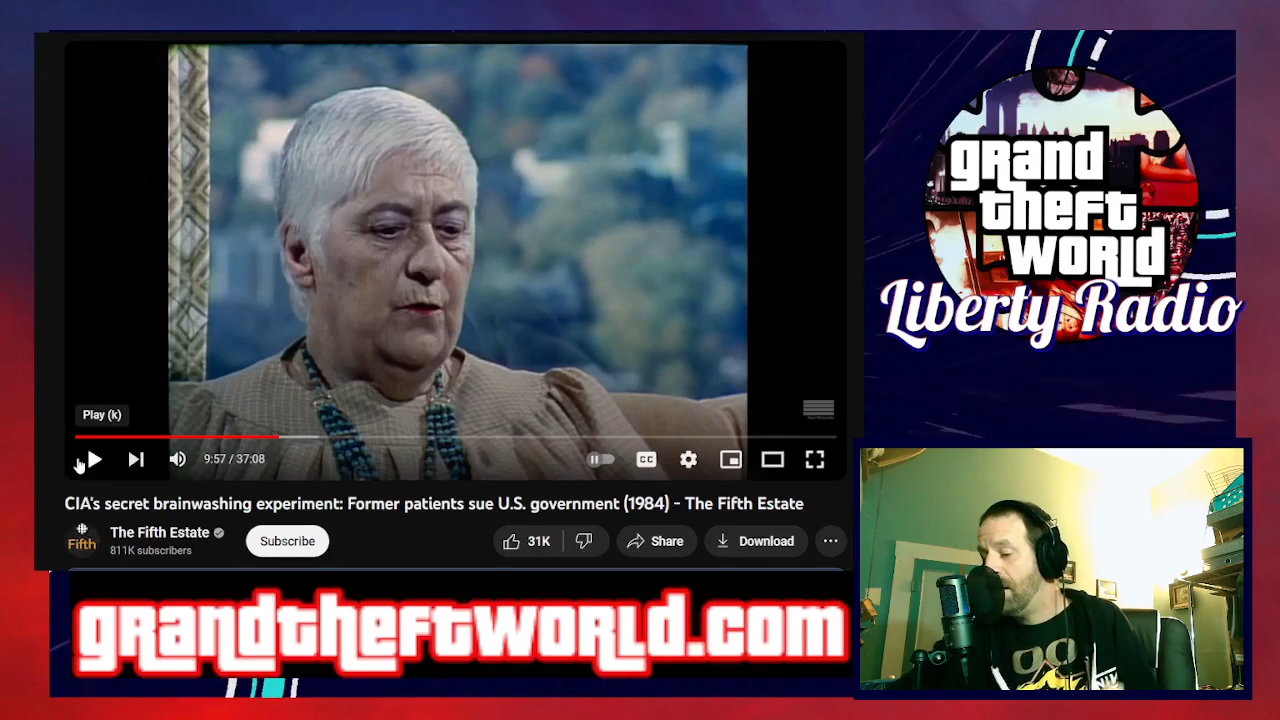 Play (k)
9:57 / 37:08
CC
CIA's secret brainwashing experiment: Former patients sue U.S. government (1984) - The Fifth Estate
Fifth
The Fifth Estate
811K subscribers
Subscribe
31K
Share
Download
grand
theft
world
Liberty Radio
grandtheftworld.com